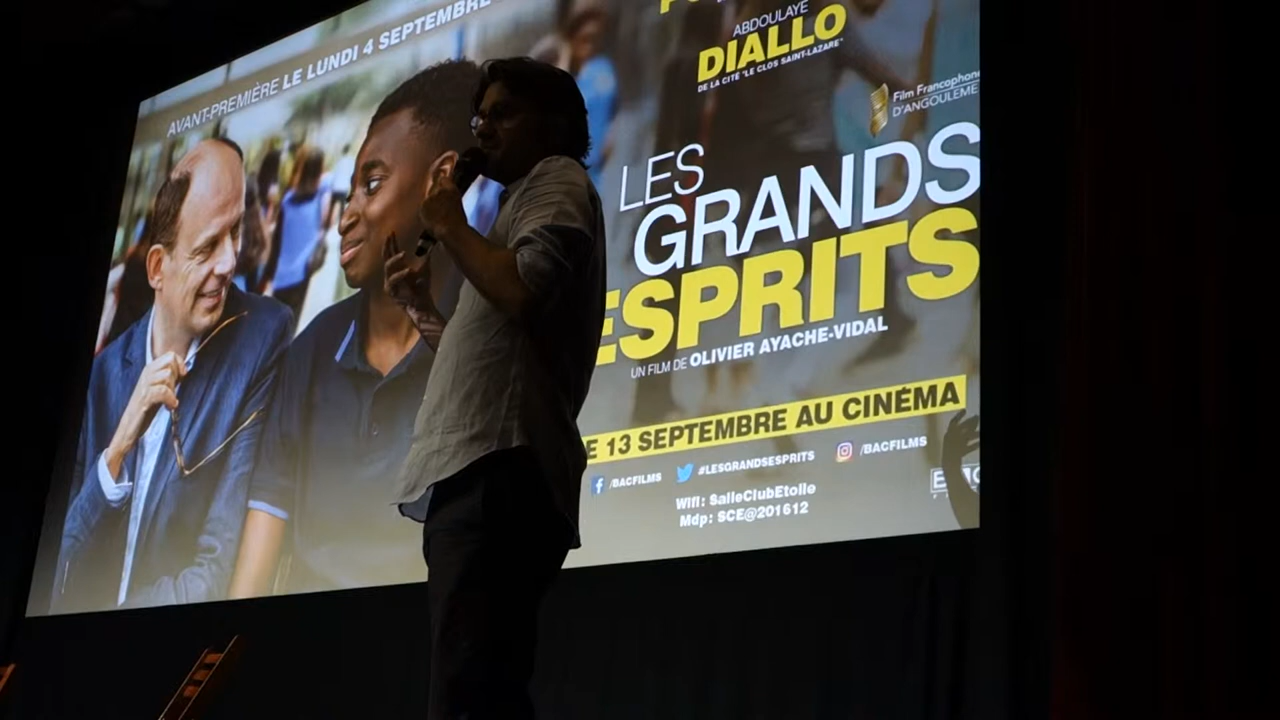 AVANT-PREMIÈRE LE LUNDI 4 SEPTEMBRE
ABDOULAYE
DIALLO
DE LA CITÉ "LE CLOS SAINT-LAZARE"
Film Francophone
D'ANGOULEME
LES
GRANDS
ESPRITS
UN FILM DE OLIVIER AYACHE-VIDAL
E 13 SEPTEMBRE AU CINÉMA
/BACFILMS
#LESGRANDSESPRITS
/BACFILMS
Wifi: SalleClubEtoile
Mdp: SCE@201612